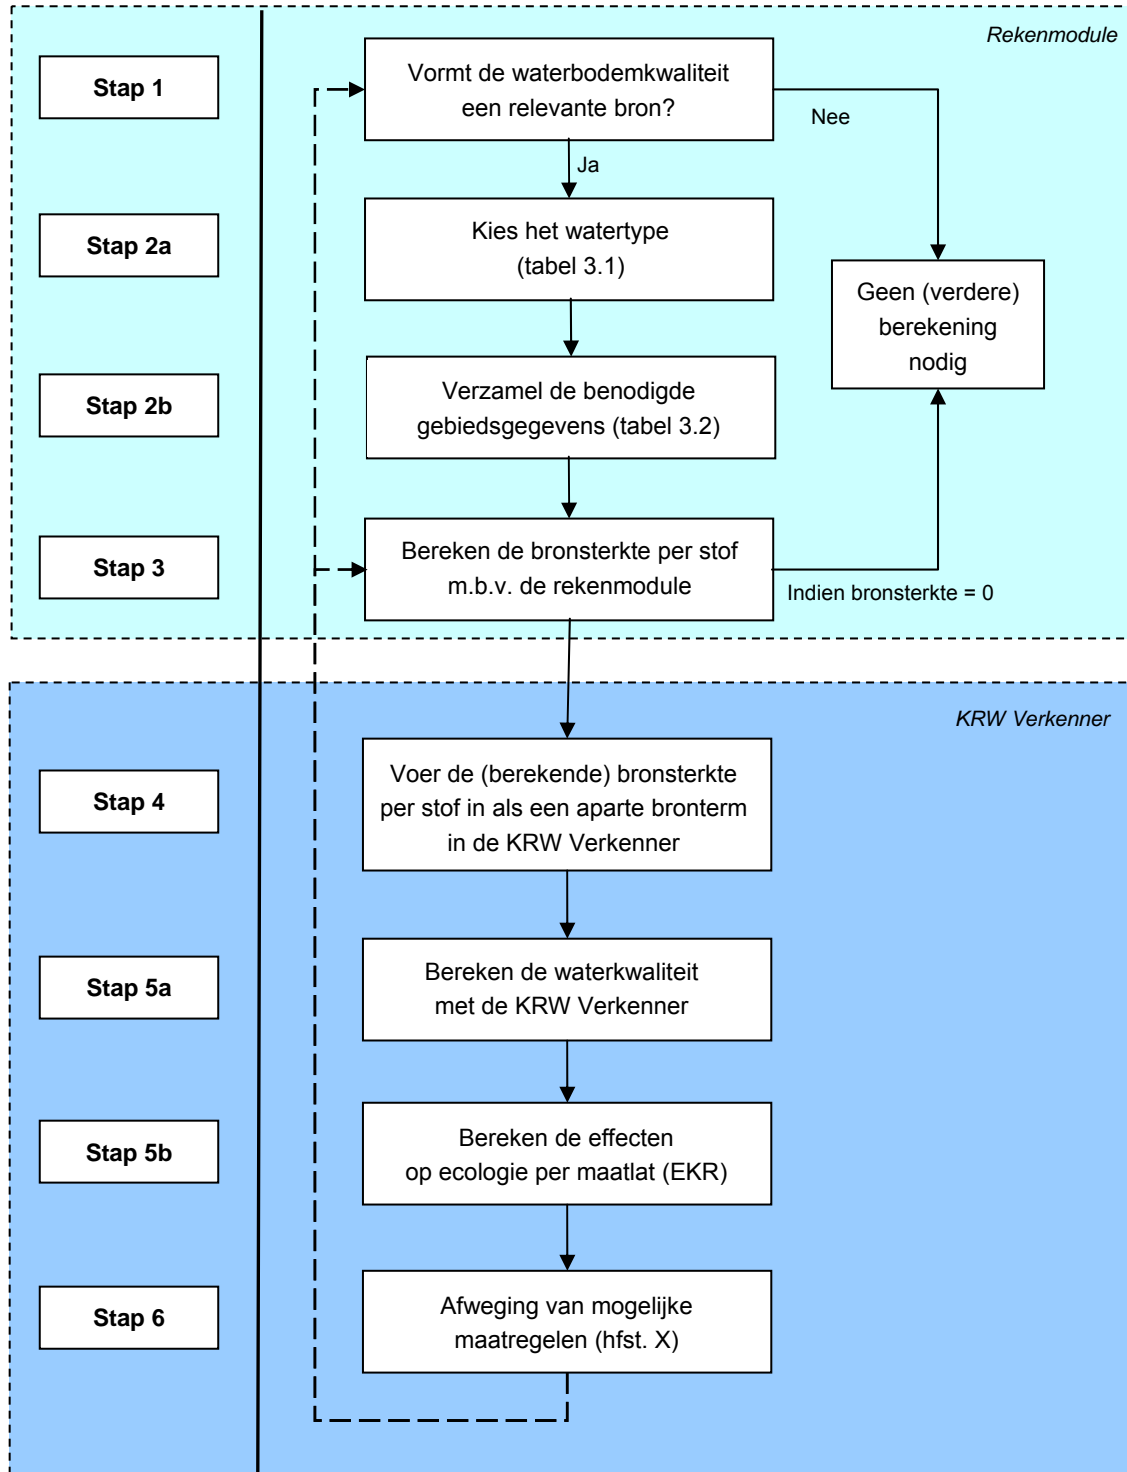 Rekenmodule
Stap 1
Vormt de waterbodemkwaliteit
een relevante bron?
Nee
Ja
Stap 2a
Kies het watertype
(tabel 3.1)
Geen (verdere)
berekening
nodig
Stap 2b
Verzamel de benodigde
gebiedsgegevens (tabel 3.2)
Stap 3
Bereken de bronsterkte per stof
m.b.v. de rekenmodule
Indien bronsterkte = 0
KRW Verkenner
Stap 4
Voer de (berekende) bronsterkte
per stof in als een aparte bronterm
in de KRW Verkenner
Stap 5a
Bereken de waterkwaliteit
met de KRW Verkenner
Stap 5b
Bereken de effecten
op ecologie per maatlat (EKR)
Stap 6
Afweging van mogelijke
maatregelen (hfst. X)